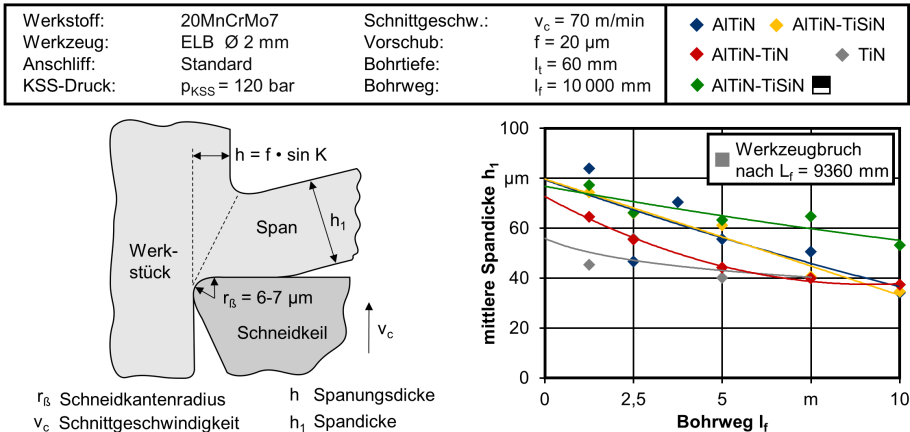 Werkstoff: 20MnCrMo7 Schnittgeschw.: v_c = 70 m/min
Werkzeug: ELB Ø 2 mm Vorschub: f = 20 µm
Anschliff: Standard Bohrtiefe: l_t = 60 mm
KSS-Druck: p_KSS = 120 bar Bohrweg: l_f = 10 000 mm
AlTiN AlTiN-TiSiN
AlTiN-TiN TiN
AlTiN-TiSiN
h = f • sin K
Span
h_1
Werk-
stück
r_ß = 6-7 µm
Schneidkeil
v_c
r_ß Schneidkantenradius h Spanungsdicke
v_c Schnittgeschwindigkeit h_1 Spandicke
mittlere Spandicke h_1
100
µm
60
40
20
0
Werkzeugbruch
nach L_f = 9360 mm
0 2,5 5 m 10
Bohrweg l_f